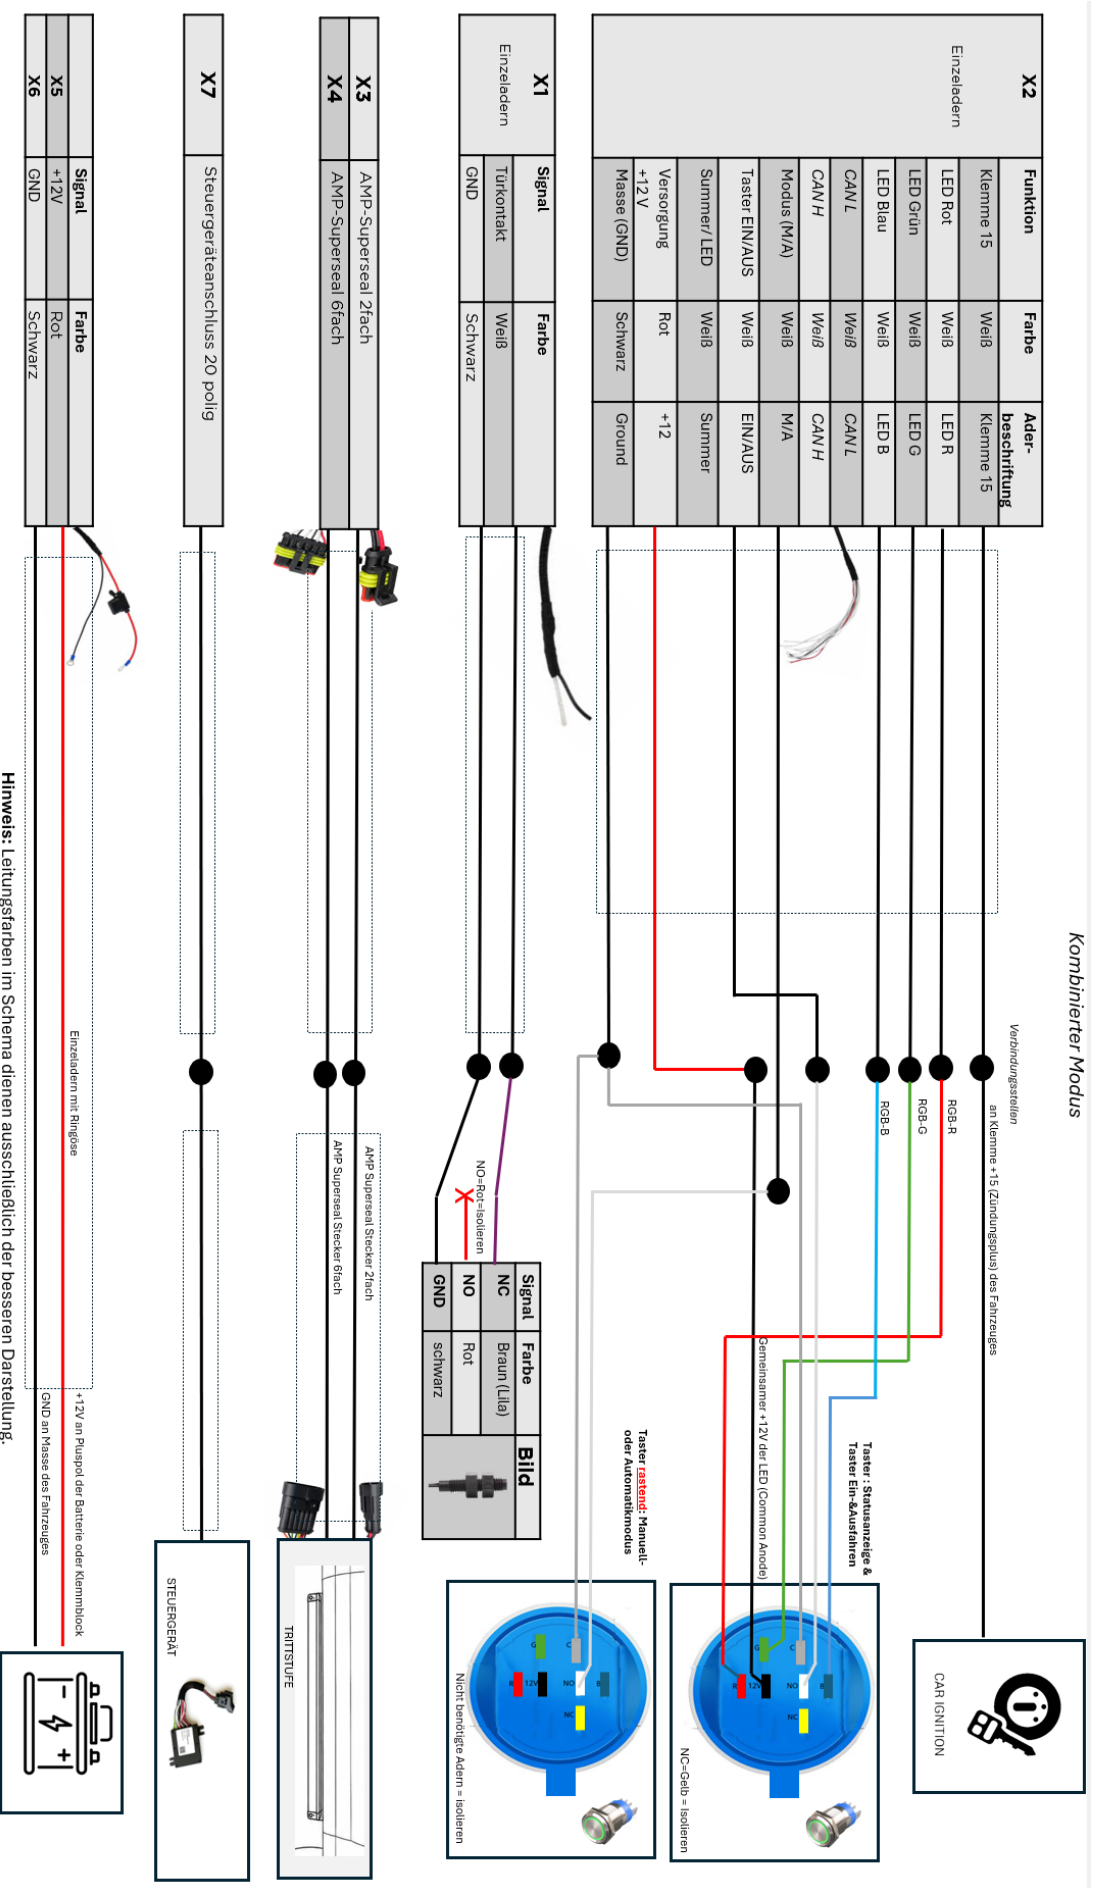 Kombinierter Modus
X2
Einzeladern
Funktion
Farbe
Ader-
beschriftung
Klemme 15
Weiß
Klemme 15
LED Rot
Weiß
LED R
LED Grün
Weiß
LED G
LED Blau
Weiß
LED B
CAN L
Weiß
CAN L
CAN H
Weiß
CAN H
Modus (M/A)
Weiß
M/A
Taster EIN/AUS
Weiß
EIN/AUS
Summer/ LED
Weiß
Summer
Versorgung
+12 V
Rot
+12
Masse (GND)
Schwarz
Ground
Verbindungsstellen
an Klemme +15 (Zündungsplus) des Fahrzeuges
RGB-R
RGB-G
RGB-B
Gemeinsamer +12V der LED (Common Anode)
Taster : Statusanzeige &
Taster Ein-&Ausfahren
CAR IGNITION
B
C
NO
NC
G
12V
R
NC=Gelb = Isolieren
Taster rastend: Manuell-
oder Automatikmodus
B
C
NO
NC
G
12V
R
Nicht benötigte Adern = isolieren
X1
Einzeladern
Signal
Farbe
Türkontakt
Weiß
GND
Schwarz
NO=Rot=Isolieren
X
Signal
Farbe
Bild
NC
Braun (Lila)
NO
Rot
GND
schwarz
X3
AMP-Superseal 2fach
X4
AMP-Superseal 6fach
AMP Superseal Stecker 2fach
AMP Superseal Stecker 6fach
TRITTSTUFE
X7
Steuergeräteanschluss 20 polig
STEUERGERÄT
Signal
Farbe
X5
+12V
Rot
X6
GND
Schwarz
Einzeladern mit Ringöse
+12V an Pluspol der Batterie oder Klemmblock
GND an Masse des Fahrzeuges
Hinweis: Leitungsfarben im Schema dienen ausschließlich der besseren Darstellung.